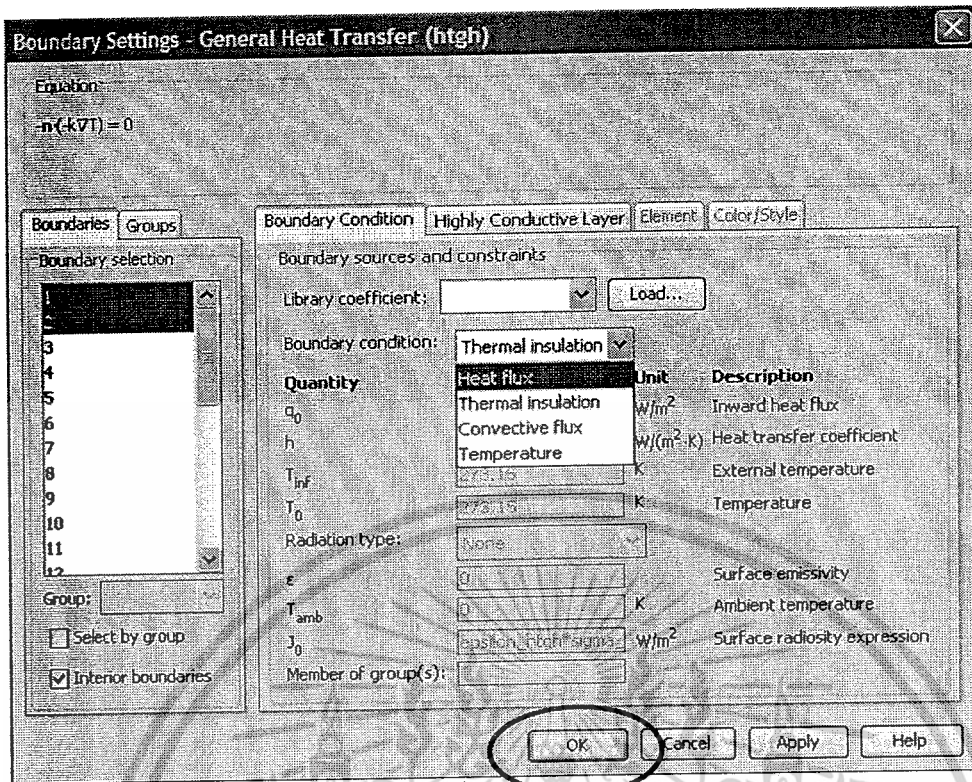 Boundary Settings - General Heat Transfer (htgh)
Equation
-n·(-k∇T) = 0
Boundaries Groups
Boundary selection
1
2
3
4
5
6
7
8
9
10
11
12
Group:
Select by group
Interior boundaries
Boundary Condition Highly Conductive Layer Element Color/Style
Boundary sources and constraints
Library coefficient: Load...
Boundary condition: Thermal insulation
Heat flux
Thermal insulation
Convective flux
Temperature
Quantity Unit Description
q0 W/m2 Inward heat flux
h W/(m2·K) Heat transfer coefficient
Tinf 273.15 K External temperature
T0 273.15 K Temperature
Radiation type: None
ε 0 Surface emissivity
Tamb 0 K Ambient temperature
J0 epsilon_htgh*sigma W/m2 Surface radiosity expression
Member of group(s):
OK Cancel Apply Help